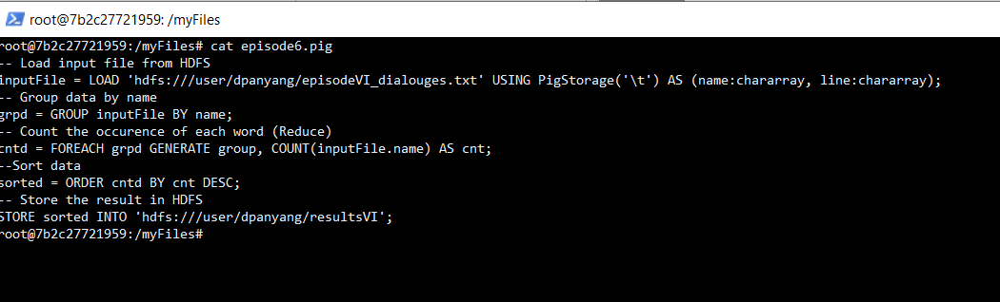 root@7b2c27721959: /myFiles
root@7b2c27721959:/myFiles# cat episode6.pig
-- Load input file from HDFS
inputFile = LOAD 'hdfs:///user/dpanyang/episodeVI_dialouges.txt' USING PigStorage('\t') AS (name:chararray, line:chararray);
-- Group data by name
grpd = GROUP inputFile BY name;
-- Count the occurence of each word (Reduce)
cntd = FOREACH grpd GENERATE group, COUNT(inputFile.name) AS cnt;
--Sort data
sorted = ORDER cntd BY cnt DESC;
-- Store the result in HDFS
STORE sorted INTO 'hdfs:///user/dpanyang/resultsVI';
root@7b2c27721959:/myFiles#